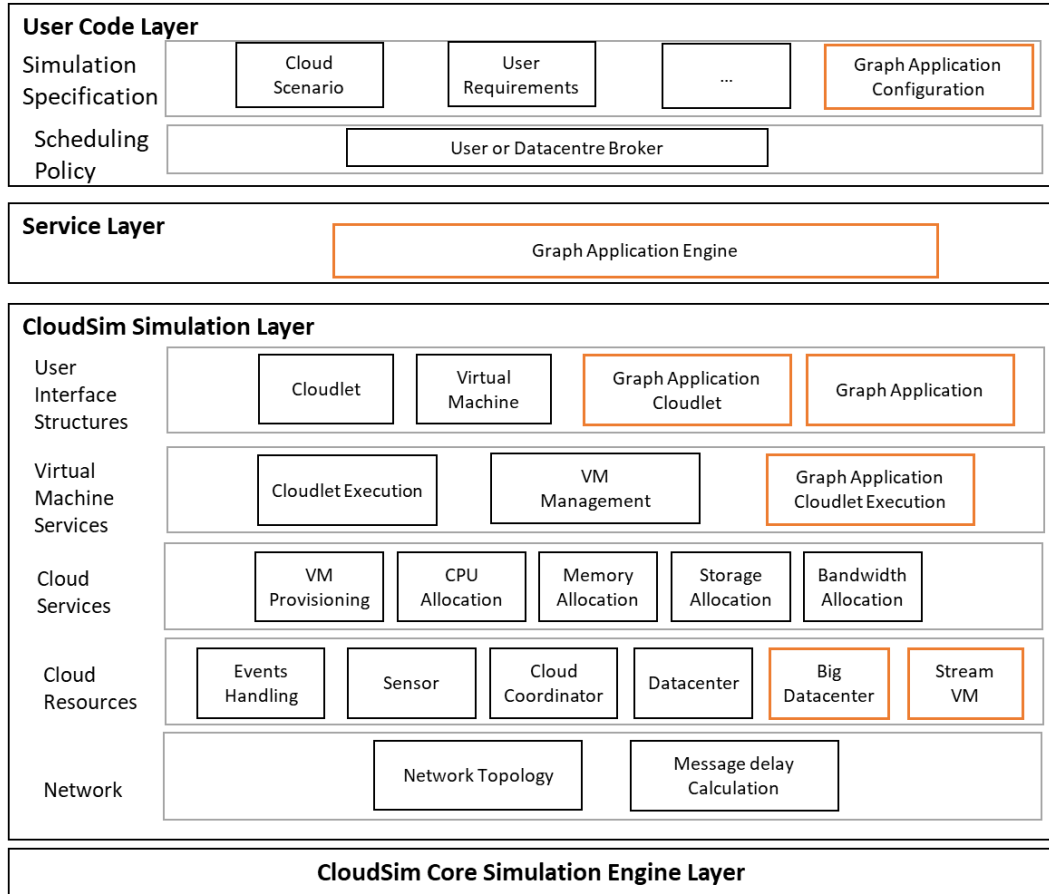 User Code Layer
Simulation
Specification
Cloud
Scenario
User
Requirements
...
Graph Application
Configuration
Scheduling
Policy
User or Datacentre Broker
Service Layer
Graph Application Engine
CloudSim Simulation Layer
User
Interface
Structures
Cloudlet
Virtual
Machine
Graph Application
Cloudlet
Graph Application
Virtual
Machine
Services
Cloudlet Execution
VM
Management
Graph Application
Cloudlet Execution
Cloud
Services
VM
Provisioning
CPU
Allocation
Memory
Allocation
Storage
Allocation
Bandwidth
Allocation
Cloud
Resources
Events
Handling
Sensor
Cloud
Coordinator
Datacenter
Big
Datacenter
Stream
VM
Network
Network Topology
Message delay
Calculation
CloudSim Core Simulation Engine Layer